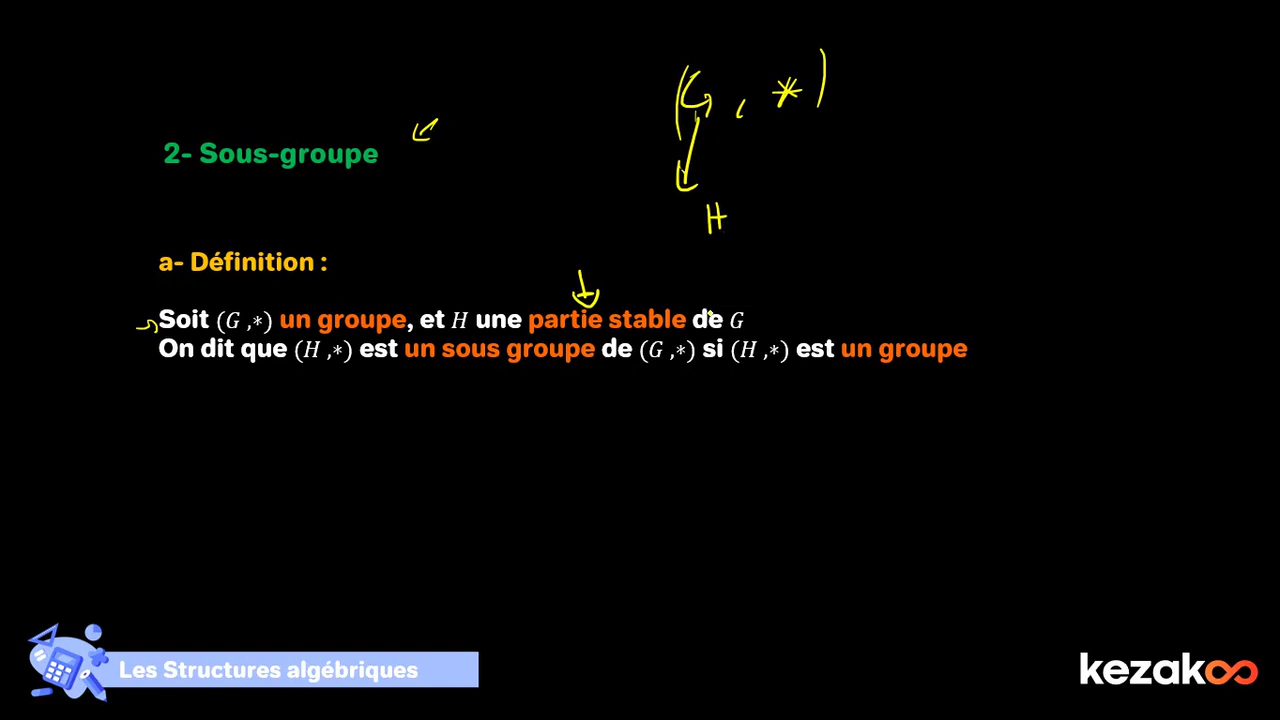 (G, *)
2- Sous-groupe
H
a- Définition :
Soit (G ,*) un groupe, et H une partie stable de G
On dit que (H ,*) est un sous groupe de (G ,*) si (H ,*) est un groupe
Les Structures algébriques
kezakoo